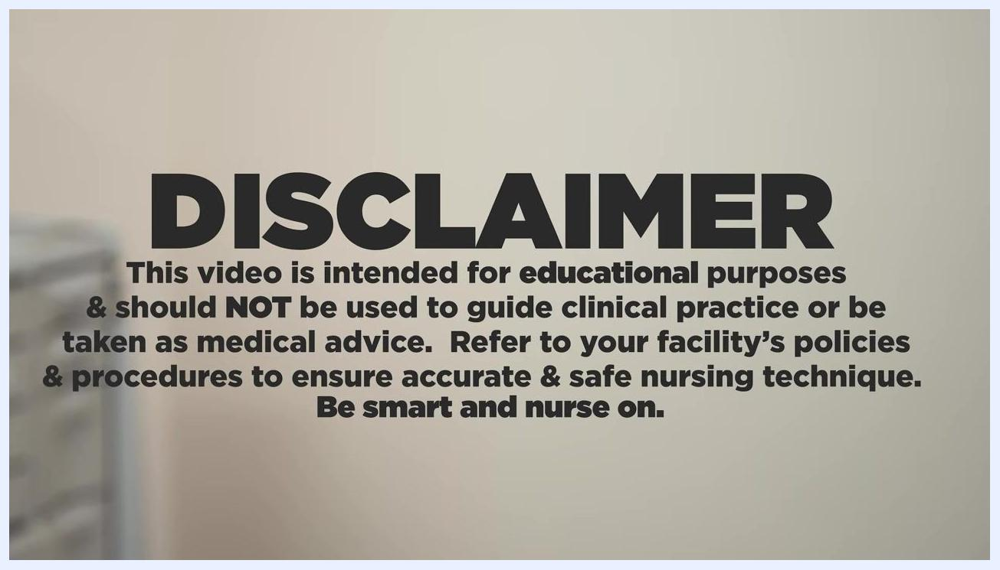 DISCLAIMER
This video is intended for educational purposes
& should NOT be used to guide clinical practice or be
taken as medical advice.  Refer to your facility’s policies
& procedures to ensure accurate & safe nursing technique.
Be smart and nurse on.